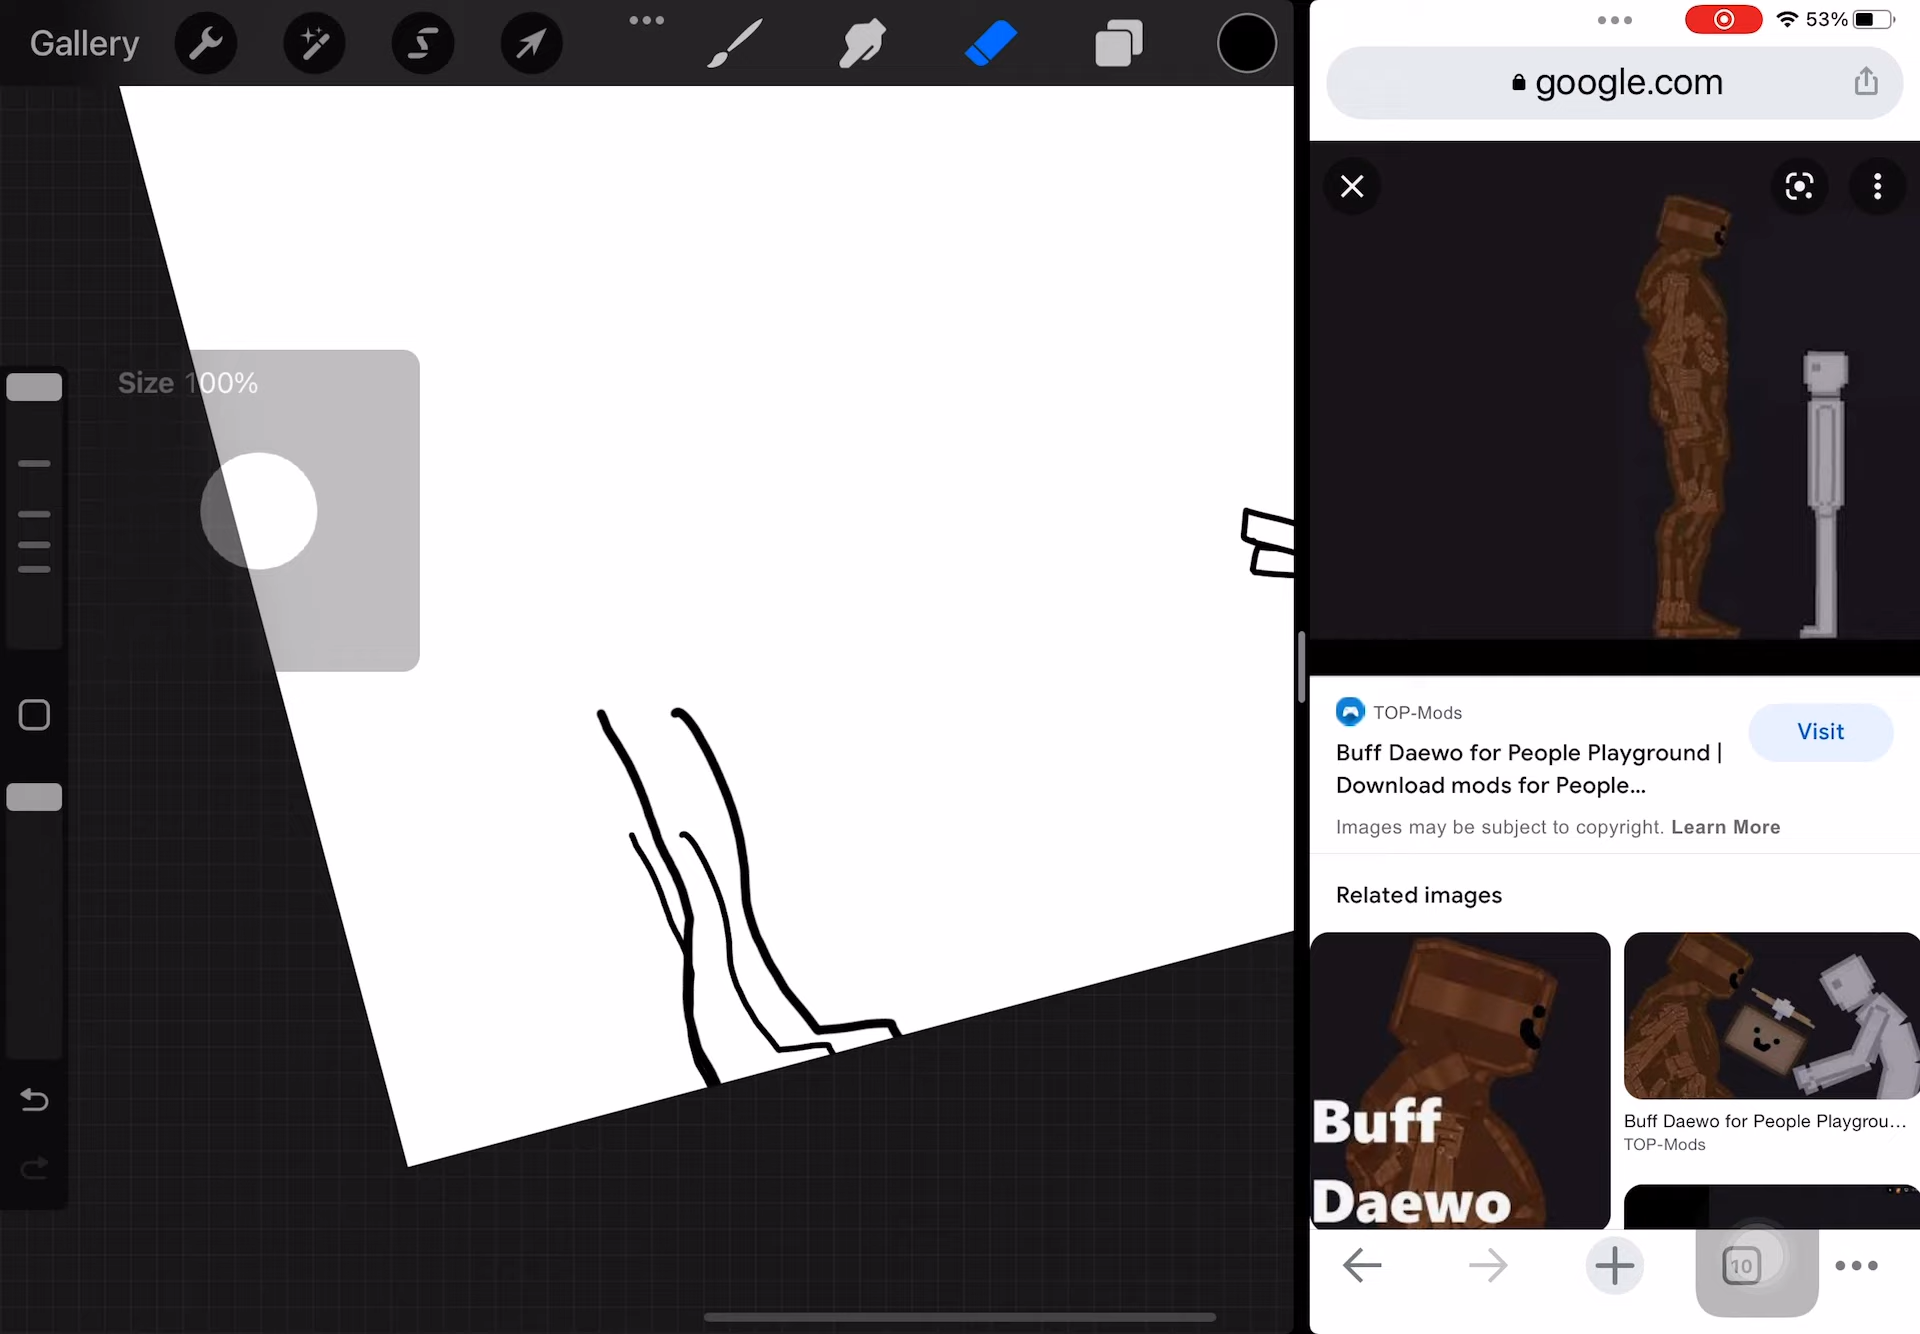 Gallery
Size 100%
53%
google.com
TOP-Mods
Visit
Buff Daewo for People Playground |
Download mods for People...
Images may be subject to copyright. Learn More
Related images
Buff
Daewo
Buff Daewo for People Playgrou...
TOP-Mods
10